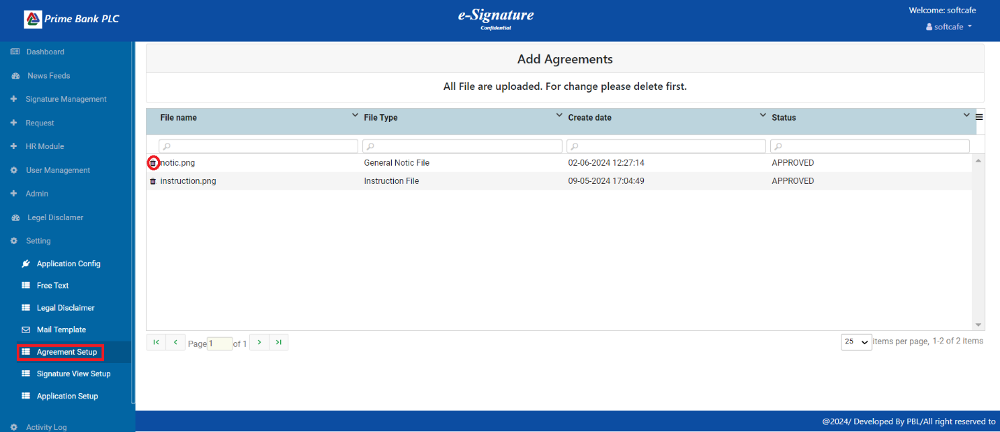 Prime Bank PLC
e-Signature
Confidential
Welcome: softcafe
softcafe
Dashboard
News Feeds
Signature Management
Request
HR Module
User Management
Admin
Legel Disclamer
Setting
Application Config
Free Text
Legal Disclaimer
Mail Template
Agreement Setup
Signature View Setup
Application Setup
Activity Log
Add Agreements
All File are uploaded. For change please delete first.
File name File Type Create date Status
notic.png General Notic File 02-06-2024 12:27:14 APPROVED
instruction.png Instruction File 09-05-2024 17:04:49 APPROVED
Page 1 of 1 25 items per page, 1-2 of 2 items
@2024/ Developed By PBL/All right reserved to